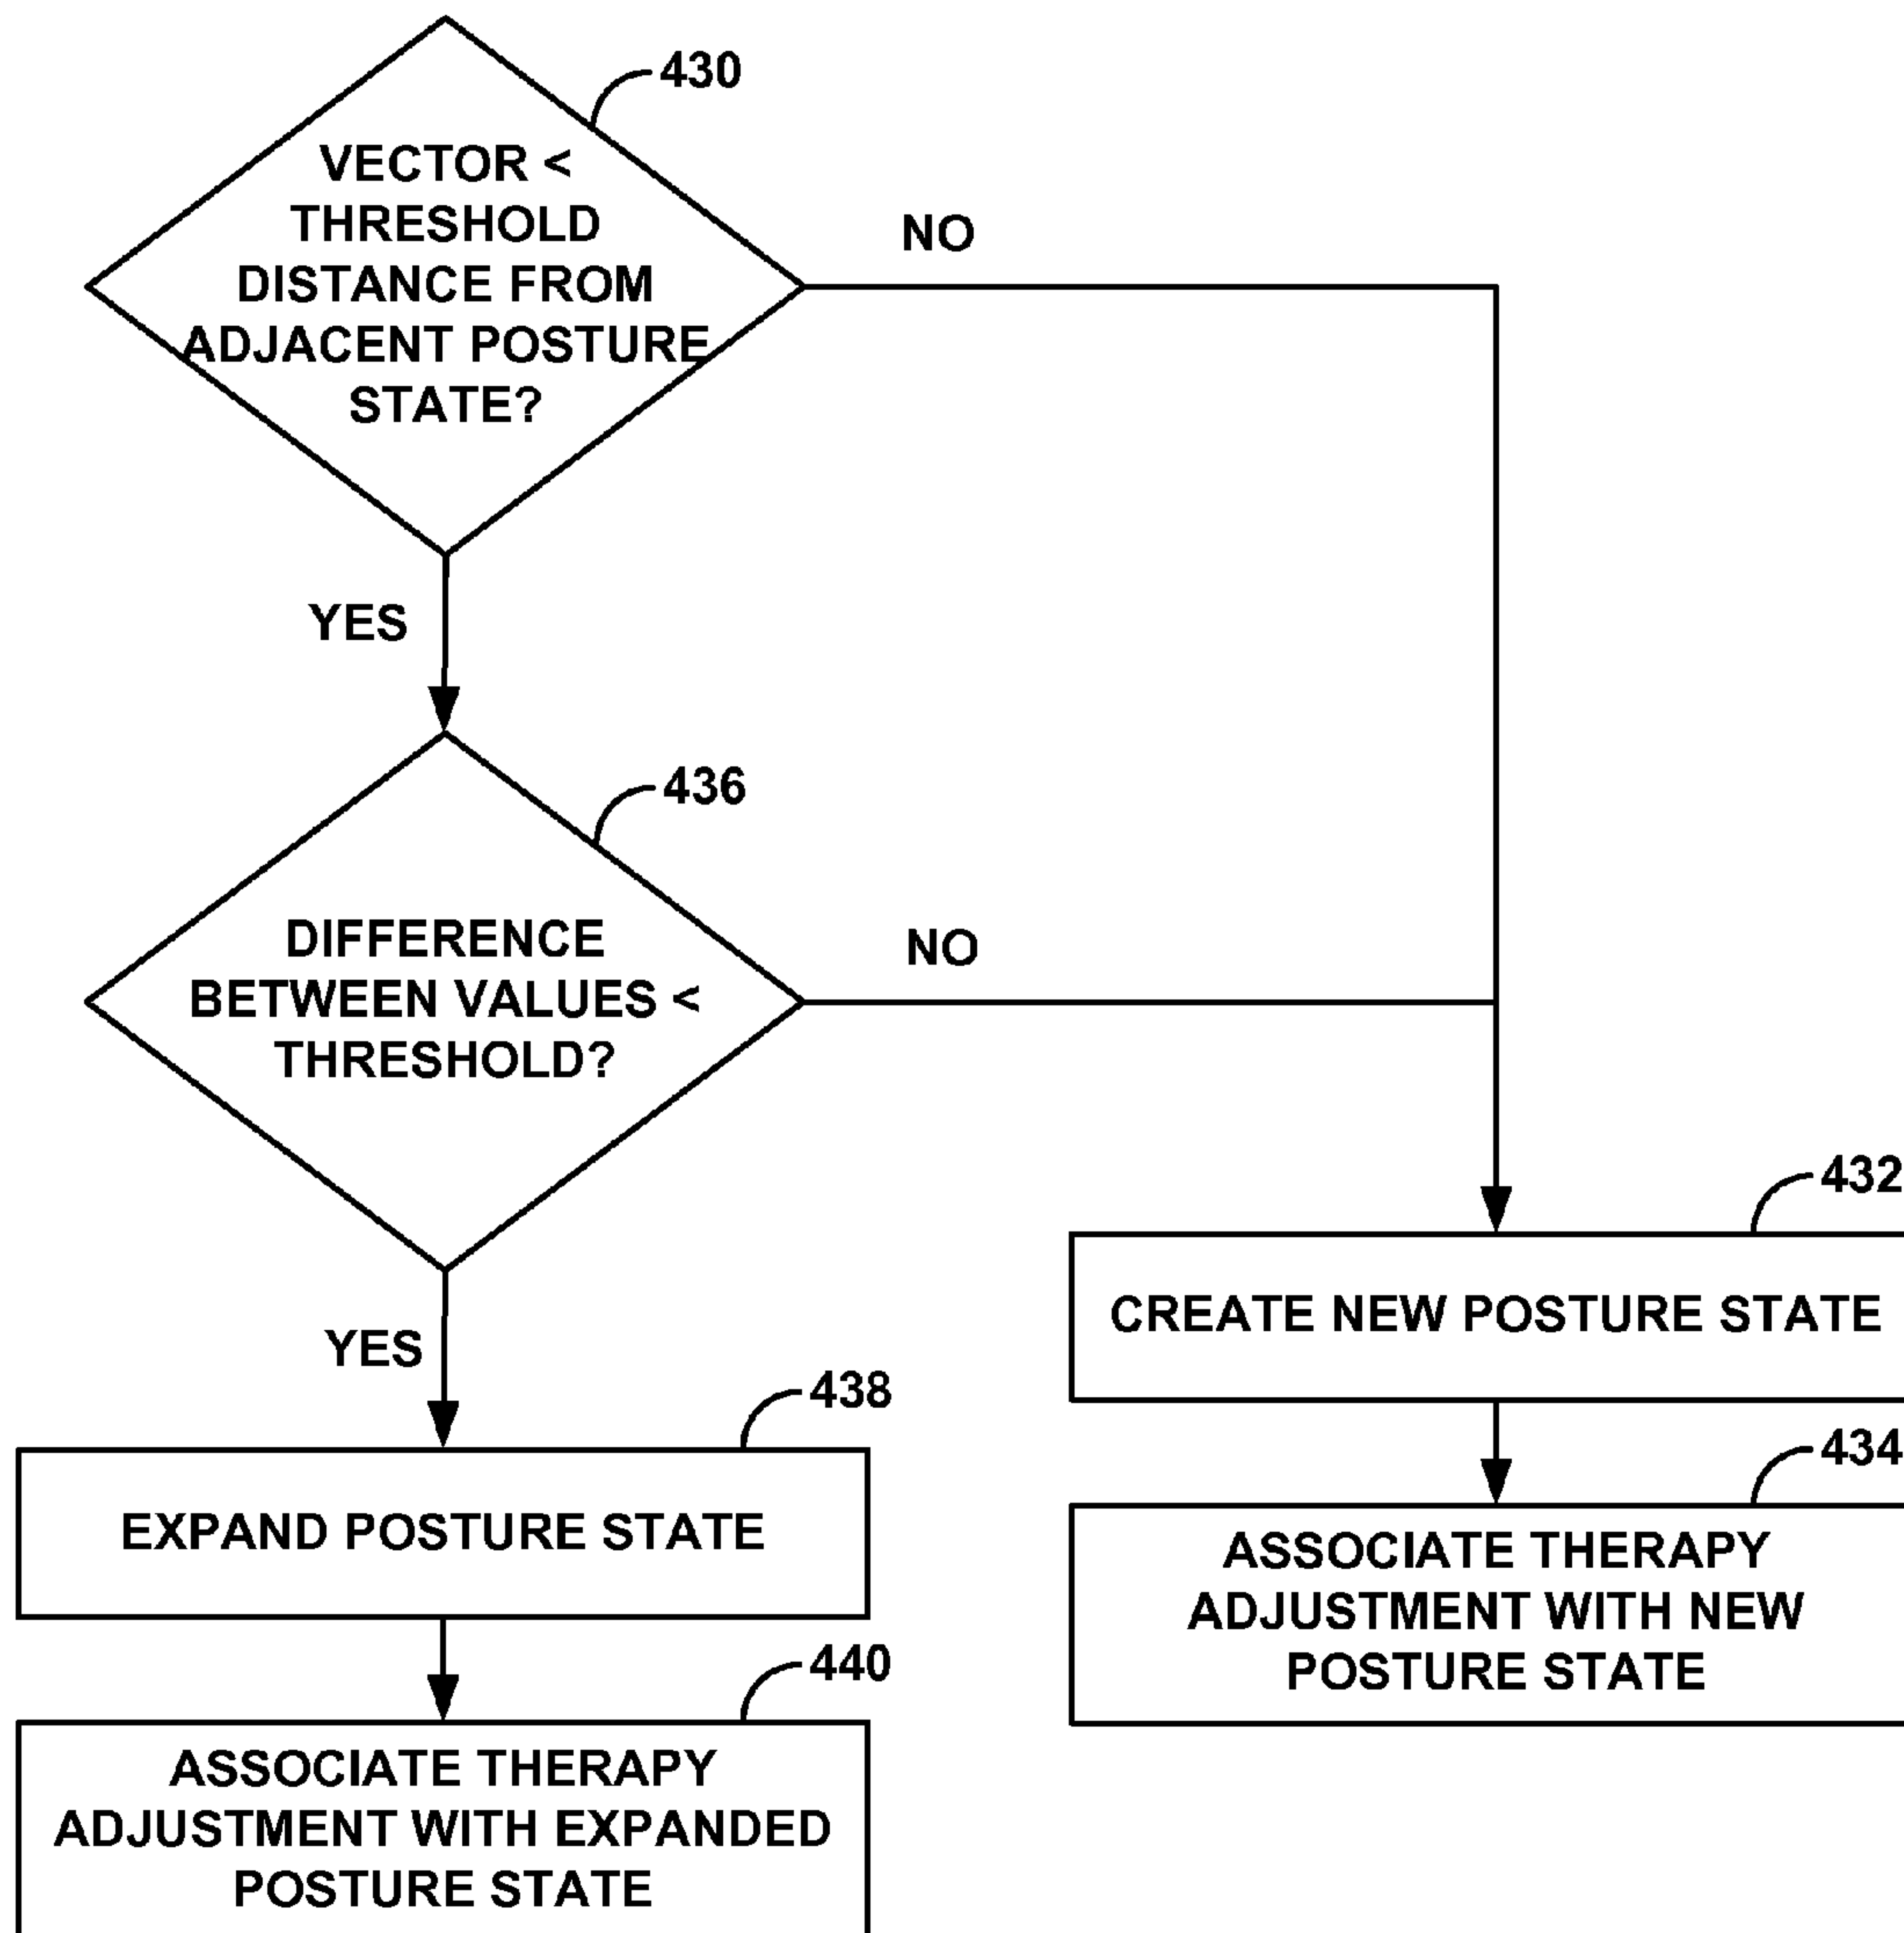 430
VECTOR <
THRESHOLD
DISTANCE FROM
ADJACENT POSTURE
STATE?
NO
YES
436
DIFFERENCE
BETWEEN VALUES <
THRESHOLD?
NO
YES
432
CREATE NEW POSTURE STATE
434
ASSOCIATE THERAPY
ADJUSTMENT WITH NEW
POSTURE STATE
438
EXPAND POSTURE STATE
440
ASSOCIATE THERAPY
ADJUSTMENT WITH EXPANDED
POSTURE STATE